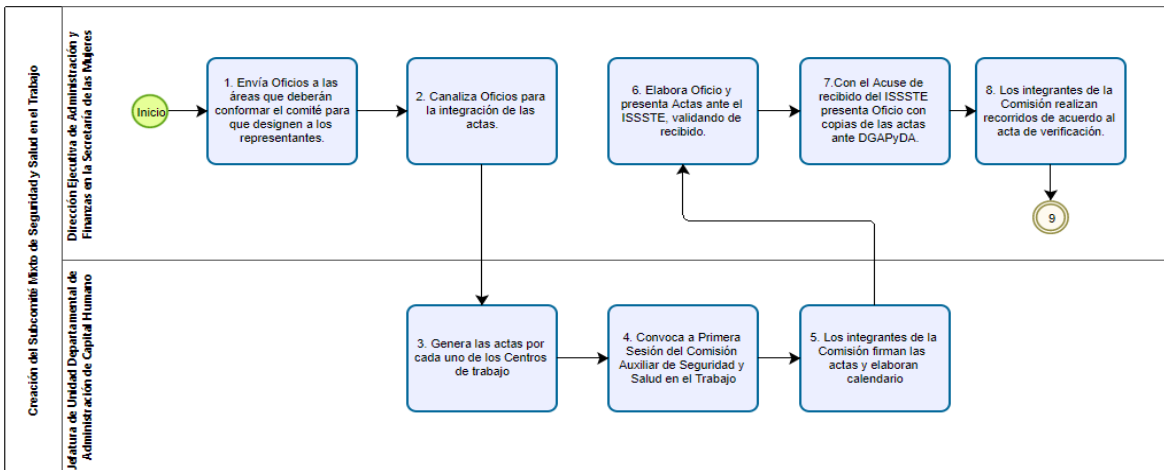 Creación del Subcomité Mixto de Seguridad y Salud en el Trabajo
Dirección Ejecutiva de Administración y
Finanzas en la Secretaría de las Mujeres
Inicio
1. Envía Oficios a las
áreas que deberán
conformar el comité para
que designen a los
representantes.
2. Canaliza Oficios para
la integración de las
actas.
6. Elabora Oficio y
presenta Actas ante el
ISSSTE, validando de
recibido.
7.Con el Acuse de
recibido del ISSSTE
presenta Oficio con
copias de las actas
ante DGAPyDA.
8. Los integrantes de la
Comisión realizan
recorridos de acuerdo al
acta de verificación.
9
Jefatura de Unidad Departamental de
Administración de Capital Humano
3. Genera las actas por
cada uno de los Centros
de trabajo
4. Convoca a Primera
Sesión del Comisión
Auxiliar de Seguridad y
Salud en el Trabajo
5. Los integrantes de la
Comisión firman las
actas y elaboran
calendario